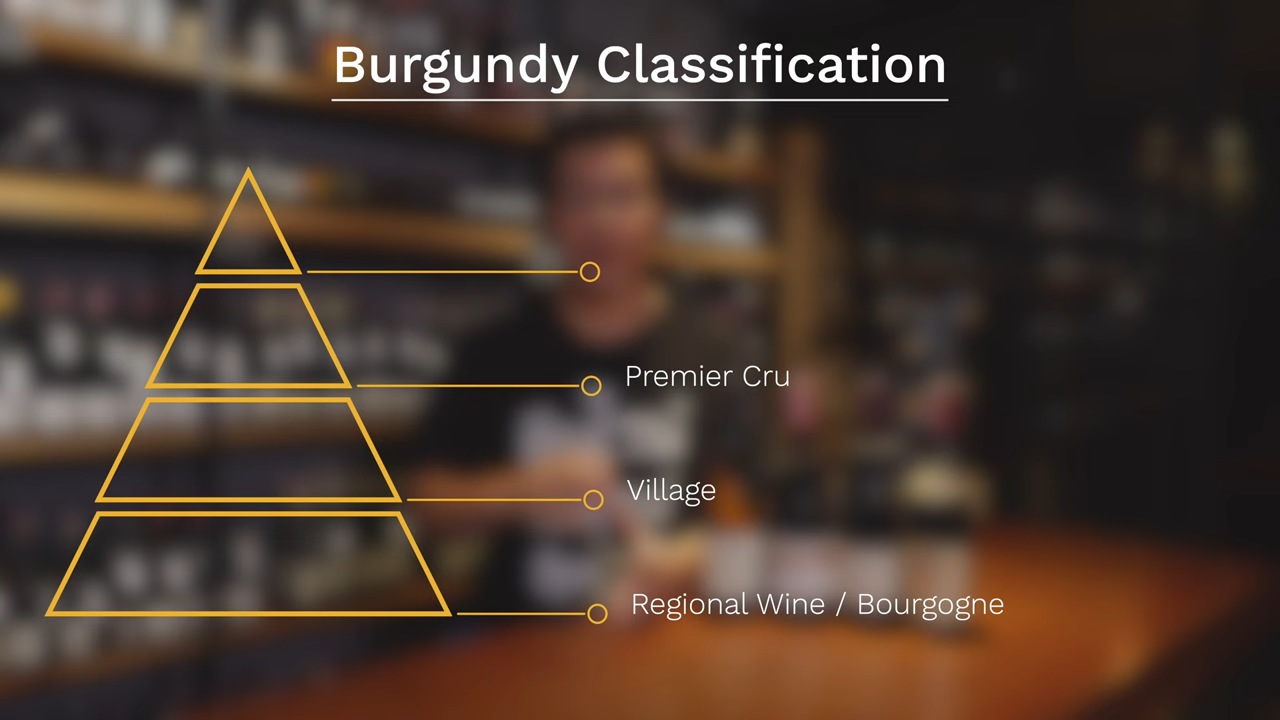 Burgundy Classification
Premier Cru
Village
Regional Wine / Bourgogne